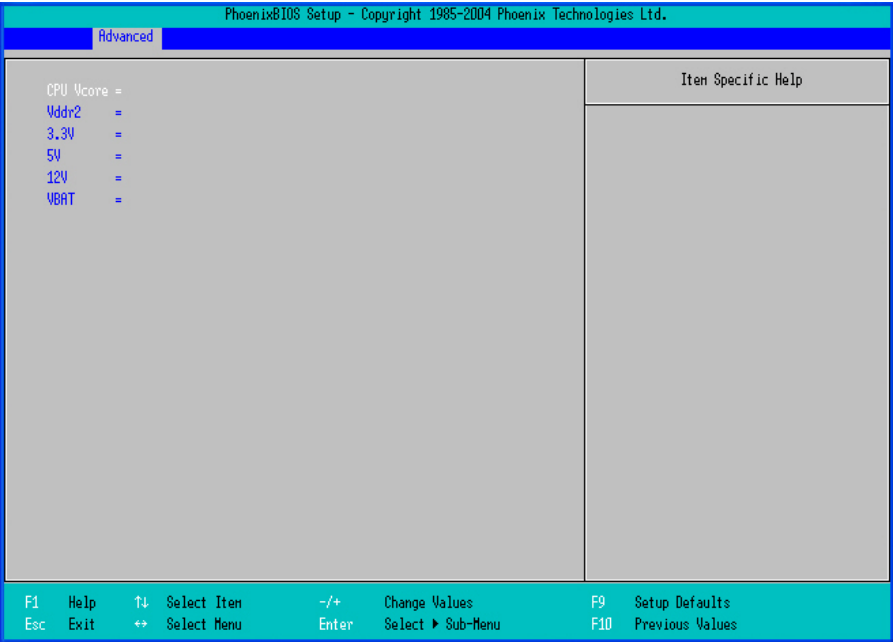 PhoenixBIOS Setup - Copyright 1985-2004 Phoenix Technologies Ltd.
Advanced
CPU Vcore =
Vddr2 =
3.3V =
5V =
12V =
VBAT =
Item Specific Help
F1 Help ↑↓ Select Item -/+ Change Values F9 Setup Defaults
Esc Exit ↔ Select Menu Enter Select ▶ Sub-Menu F10 Previous Values